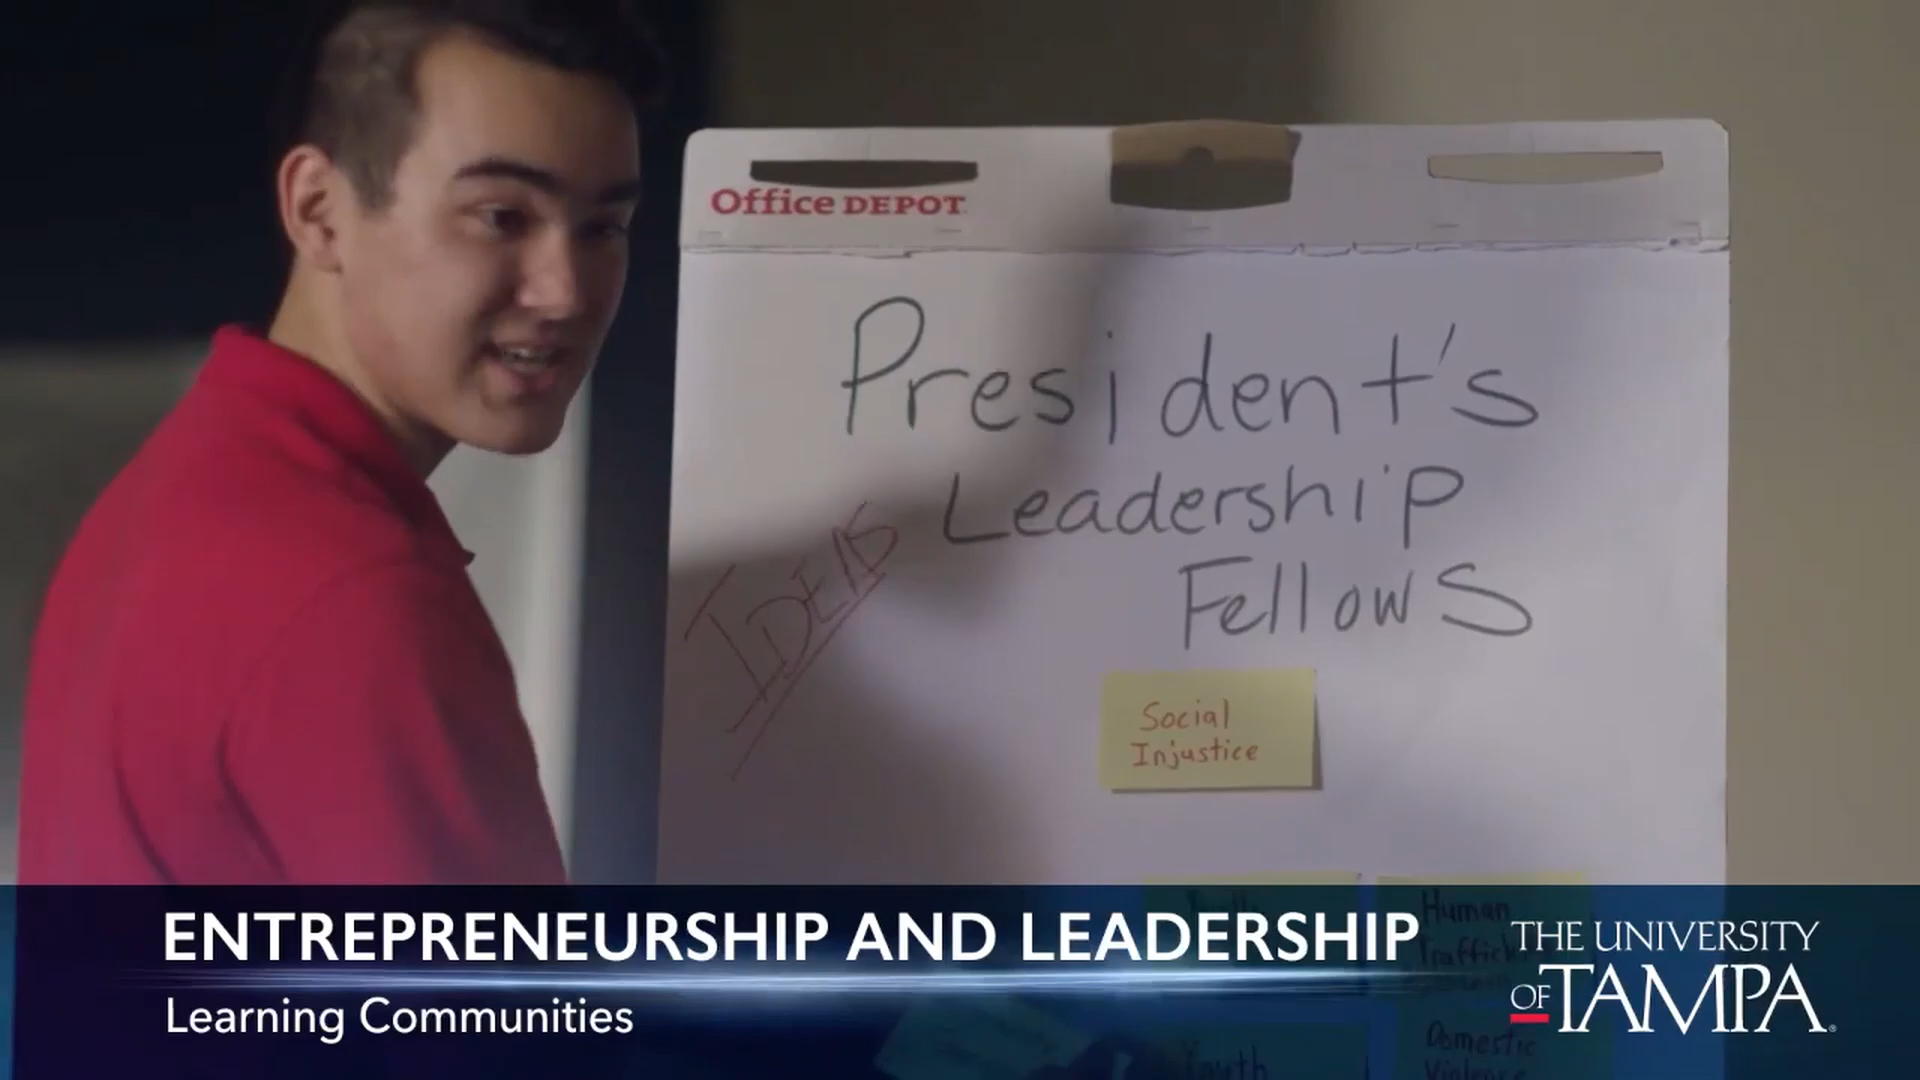 Office DEPOT
President's
Leadership
Fellows
IDEAS
Social
Injustice
Human
Domestic
Youth
ENTREPRENEURSHIP AND LEADERSHIP
Learning Communities
THE UNIVERSITY
OF TAMPA